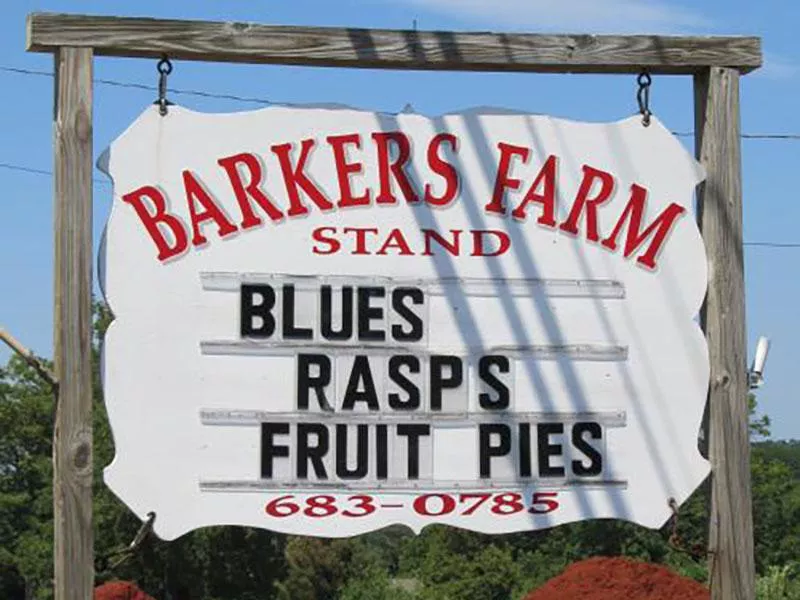 BARKERS FARM
STAND
BLUES
RASPS
FRUIT PIES
683-0785